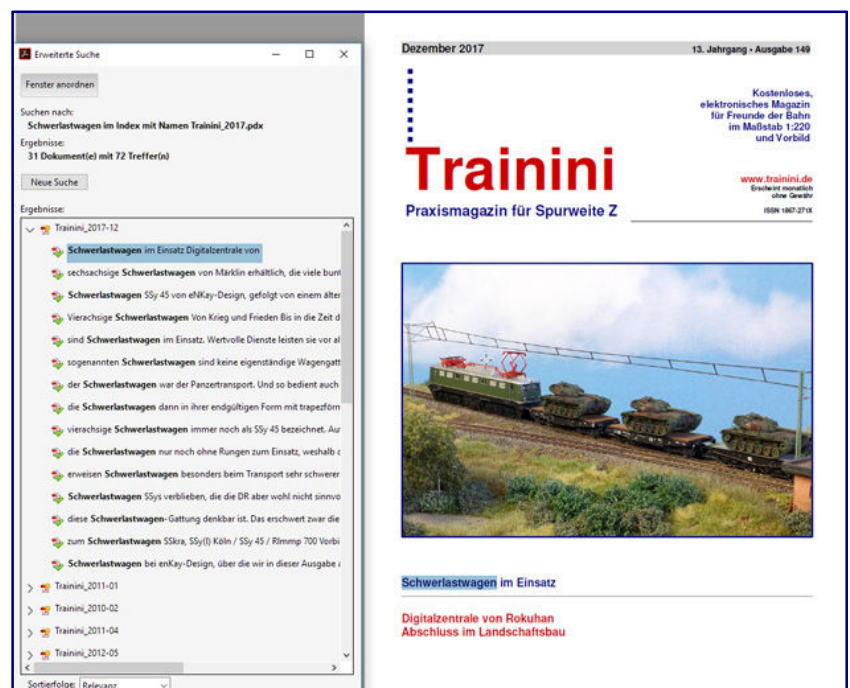 Erweiterte Suche
Fenster anordnen
Suchen nach:
Schwerlastwagen im Index mit Namen Trainini_2017.pdx
Ergebnisse:
31 Dokument(e) mit 72 Treffer(n)
Neue Suche
Ergebnisse:
Trainini_2017-12
Schwerlastwagen im Einsatz Digitalzentrale von
sechsachsige Schwerlastwagen von Märklin erhältlich, die viele bunt
Schwerlastwagen SSy 45 von eNKay-Design, gefolgt von einem älter
Vierachsige Schwerlastwagen Von Krieg und Frieden Bis in die Zeit d
sind Schwerlastwagen im Einsatz. Wertvolle Dienste leisten sie vor al
sogenannten Schwerlastwagen sind keine eigenständige Wagengatt
der Schwerlastwagen war der Panzertransport. Und so bedient auch
die Schwerlastwagen dann in ihrer endgültigen Form mit trapezförm
vierachsige Schwerlastwagen immer noch als SSy 45 bezeichnet. Auf
die Schwerlastwagen nur noch ohne Rungen zum Einsatz, weshalb d
erweisen Schwerlastwagen besonders beim Transport sehr schwerer
Schwerlastwagen SSys verblieben, die die DR aber wohl nicht sinnvo
diese Schwerlastwagen-Gattung denkbar ist. Das erschwert zwar die
zum Schwerlastwagen SSkra, SSy(l) Köln / SSy 45 / Rlmmp 700 Vorbi
Schwerlastwagen bei enKay-Design, über die wir in dieser Ausgabe a
Trainini_2011-01
Trainini_2010-02
Trainini_2011-04
Trainini_2012-05
Sortierfolge: Relevanz
Dezember 2017
13. Jahrgang • Ausgabe 149
Kostenloses,
elektronisches Magazin
für Freunde der Bahn
im Maßstab 1:220
und Vorbild
Trainini
Praxismagazin für Spurweite Z
www.trainini.de
Erscheint monatlich
ohne Gewähr
ISSN 1867-271X
Schwerlastwagen im Einsatz
Digitalzentrale von Rokuhan
Abschluss im Landschaftsbau